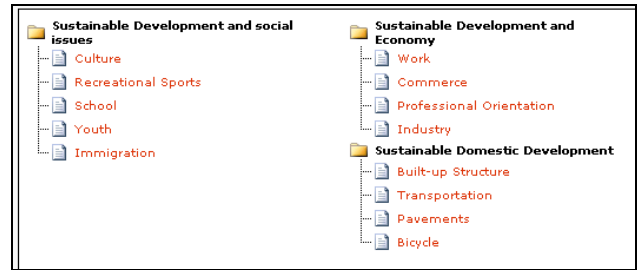 Sustainable Development and social
issues
Culture
Recreational Sports
School
Youth
Immigration
Sustainable Development and
Economy
Work
Commerce
Professional Orientation
Industry
Sustainable Domestic Development
Built-up Structure
Transportation
Pavements
Bicycle